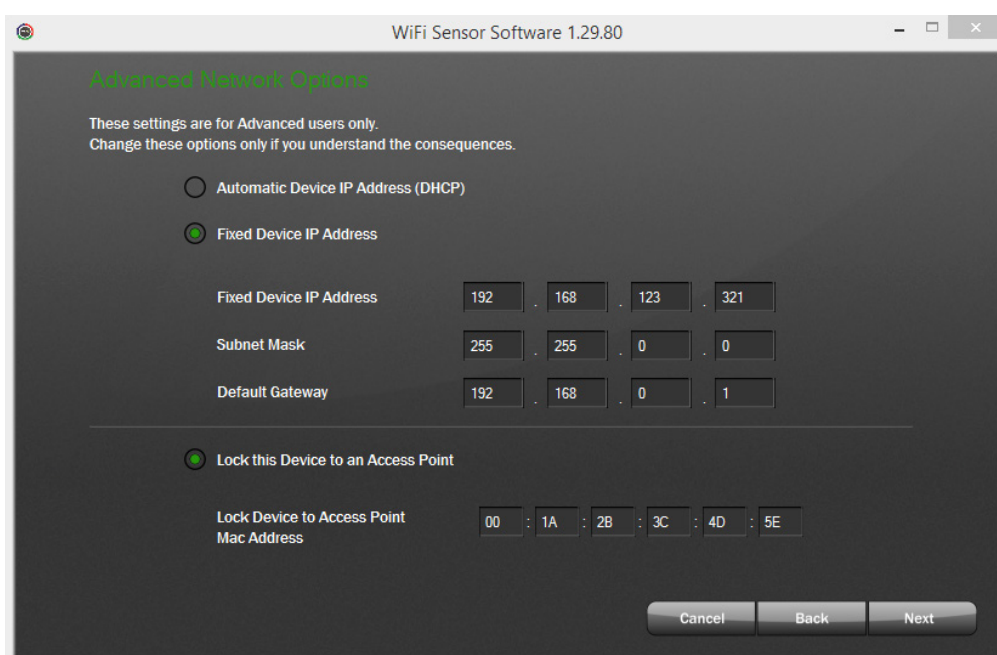 WiFi Sensor Software 1.29.80
Advanced Network Options
These settings are for Advanced users only.
Change these options only if you understand the consequences.
Automatic Device IP Address (DHCP)
Fixed Device IP Address
Fixed Device IP Address 192 . 168 . 123 . 321
Subnet Mask 255 . 255 . 0 . 0
Default Gateway 192 . 168 . 0 . 1
Lock this Device to an Access Point
Lock Device to Access Point
Mac Address 00 : 1A : 2B : 3C : 4D : 5E
Cancel Back Next